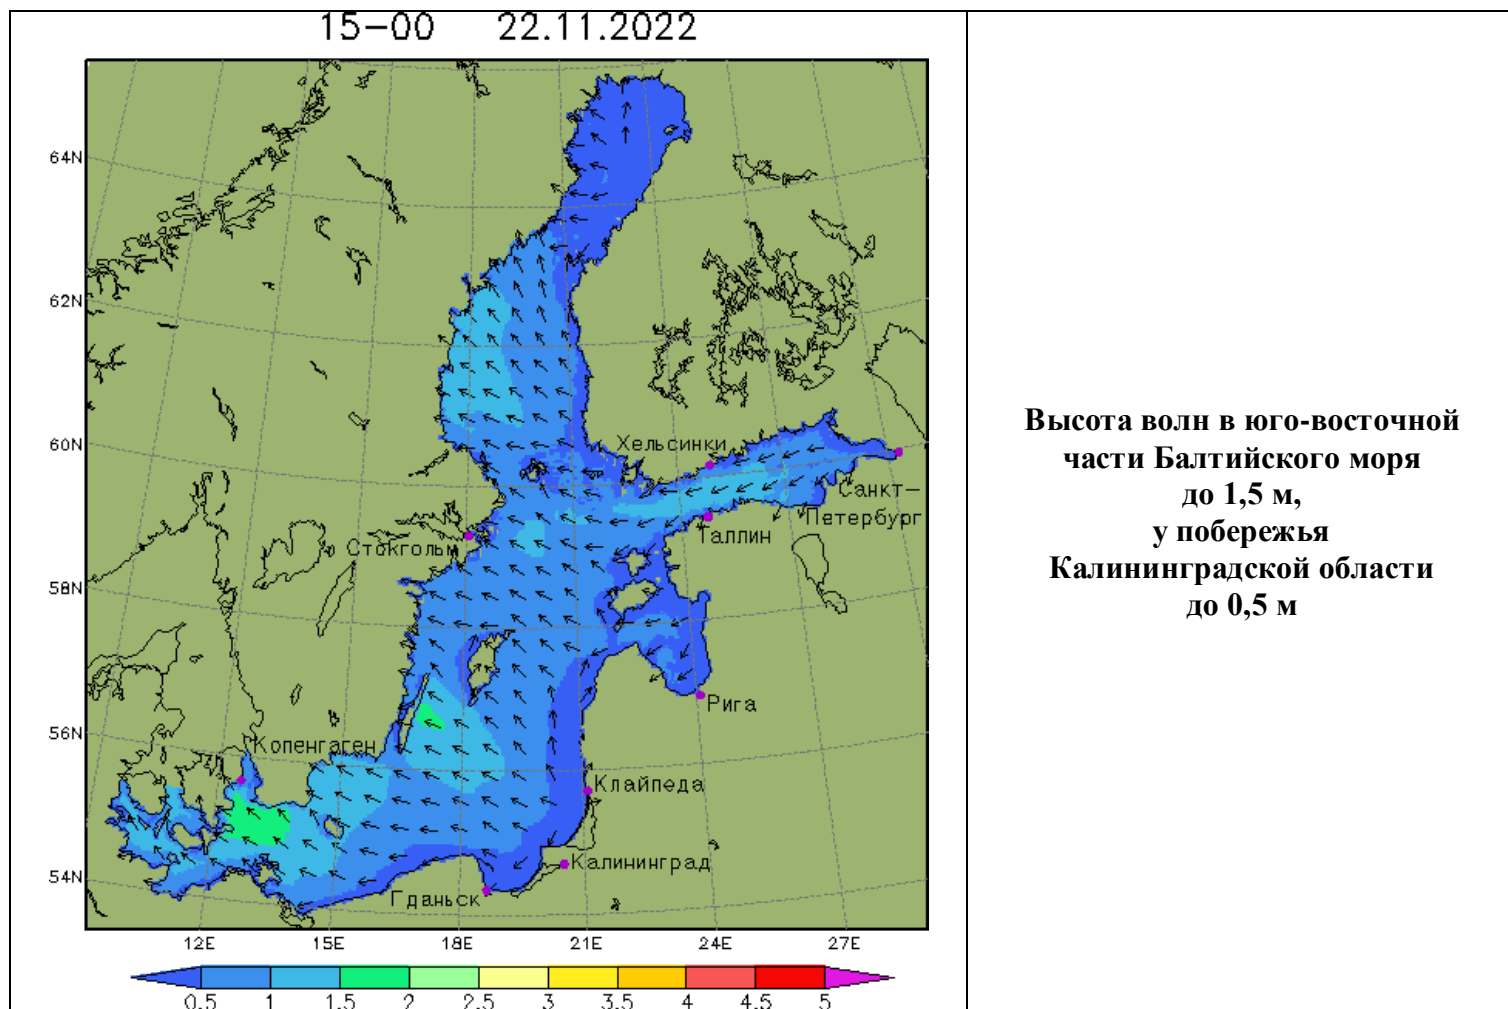 15-00 22.11.2022
64N
62N
60N
58N
56N
54N
Хельсинки
Санкт-
Петербург
Таллин
Стокгольм
Рига
Копенгаген
Клайпеда
Калининград
Гданьск
12E 15E 18E 21E 24E 27E
0.5 1 1.5 2 2.5 3 3.5 4 4.5 5
Высота волн в юго-восточной
части Балтийского моря
до 1,5 м,
у побережья
Калининградской области
до 0,5 м